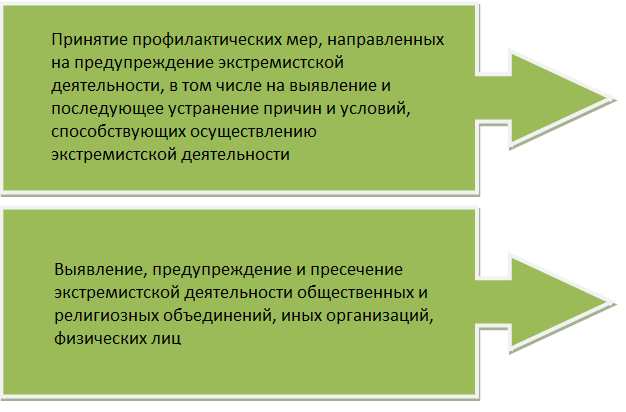 Принятие профилактических мер, направленных
на предупреждение экстремистской
деятельности, в том числе на выявление и
последующее устранение причин и условий,
способствующих осуществлению
экстремистской деятельности
Выявление, предупреждение и пресечение
экстремистской деятельности общественных и
религиозных объединений, иных организаций,
физических лиц